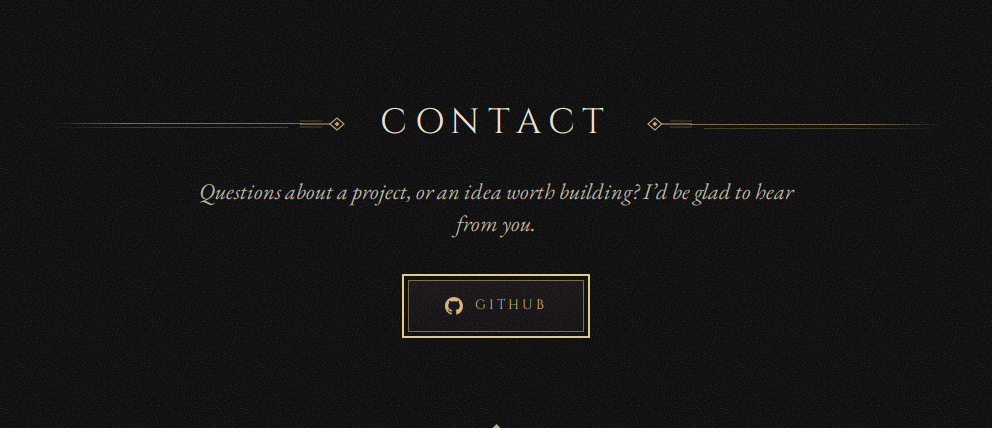 CONTACT
Questions about a project, or an idea worth building? I’d be glad to hear
from you.
GITHUB